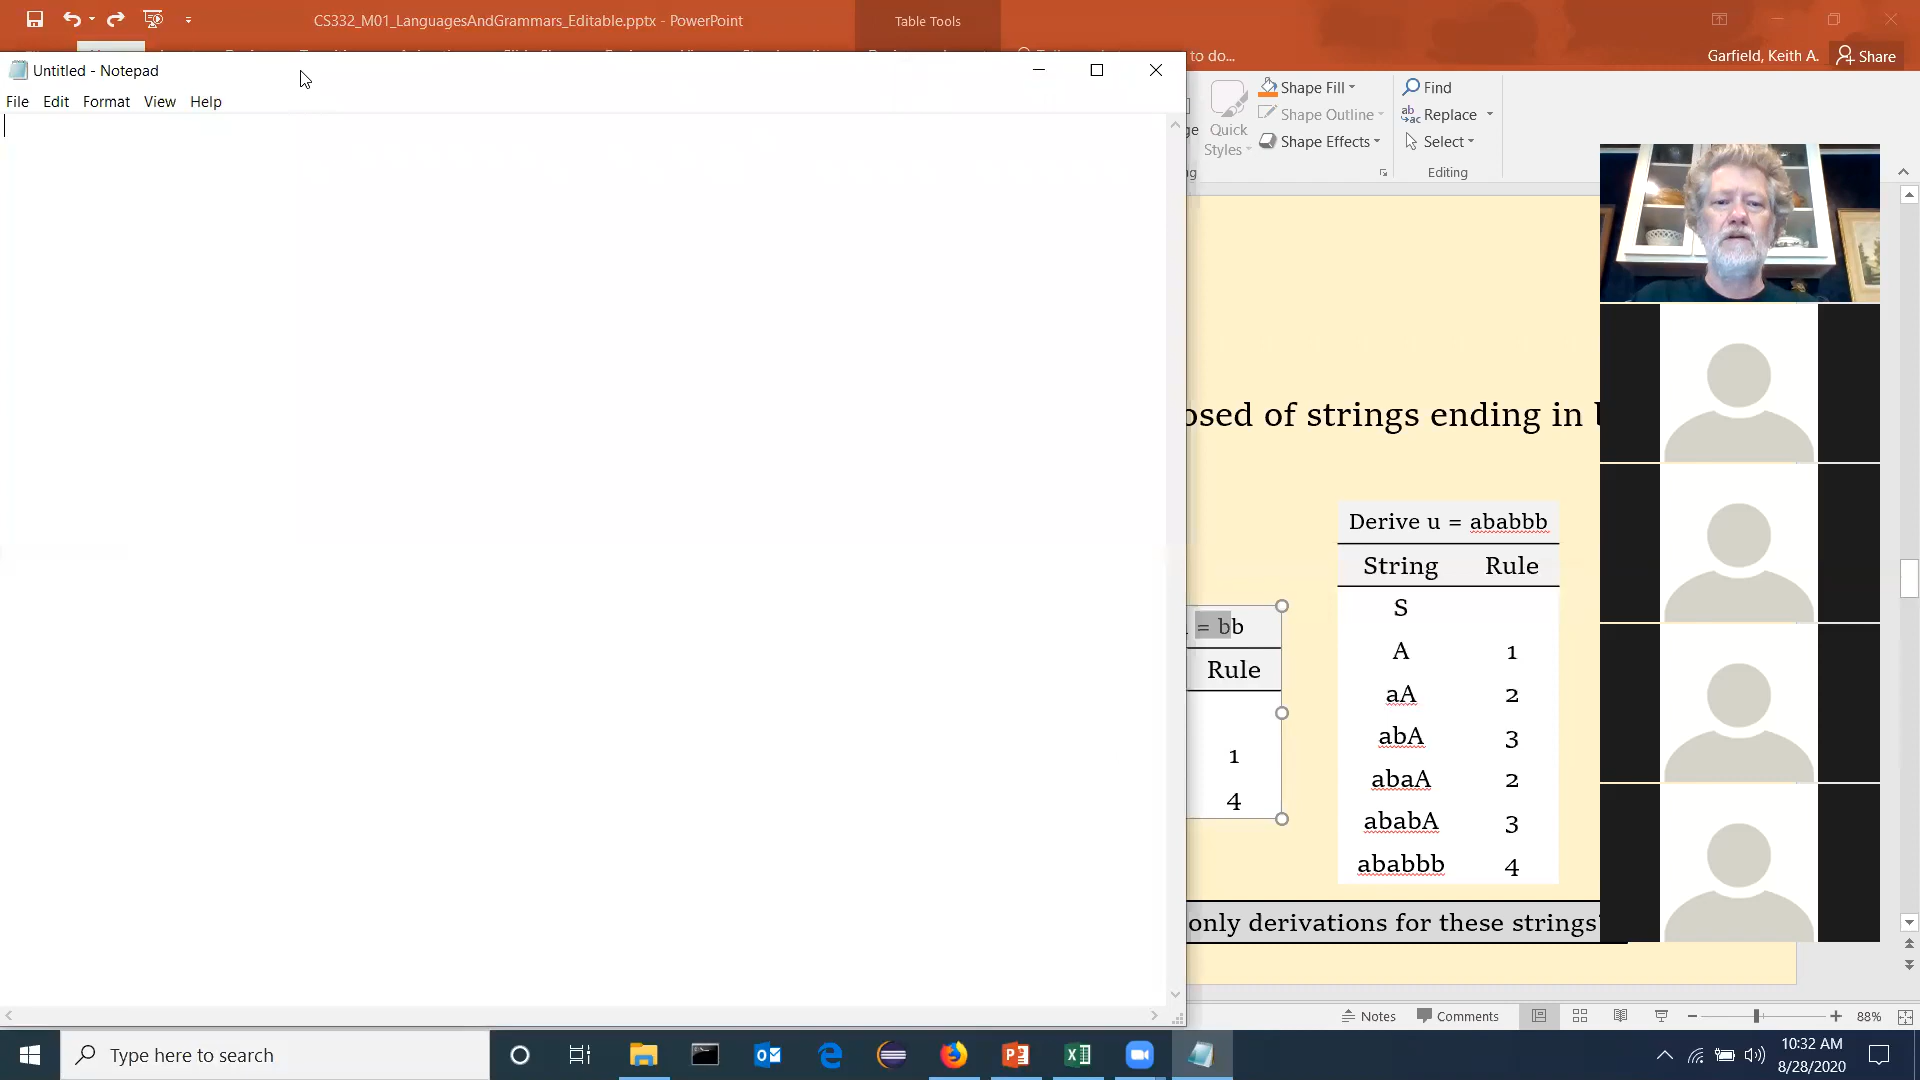 CS332_M01_LanguagesAndGrammars_Editable.pptx - PowerPoint
Table Tools
to do...
Garfield, Keith A.
Share
Untitled - Notepad
File Edit Format View Help
Quick
Styles
Shape Fill
Shape Outline
Shape Effects
Find
Replace
Select
Editing
osed of strings ending in b
= bb
Rule
1
4
Derive u = ababbb
String Rule
S
A 1
aA 2
abA 3
abaA 2
ababA 3
ababbb 4
only derivations for these strings?
Notes Comments 88%
Type here to search
10:32 AM
8/28/2020